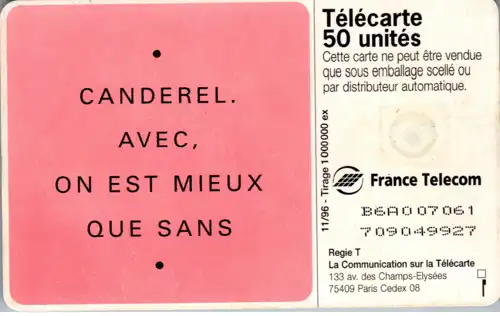 •
CANDEREL.
AVEC,
ON EST MIEUX
QUE SANS
•
Télécarte
50 unités
Cette carte ne peut être vendue
que sous emballage scellé ou
par distributeur automatique.
11/96 - Tirage 1 000 000 ex
France Telecom
B6A007061
709049927
Regie T
La Communication sur la Télécarte
133 av. des Champs-Elysées
75409 Paris Cedex 08